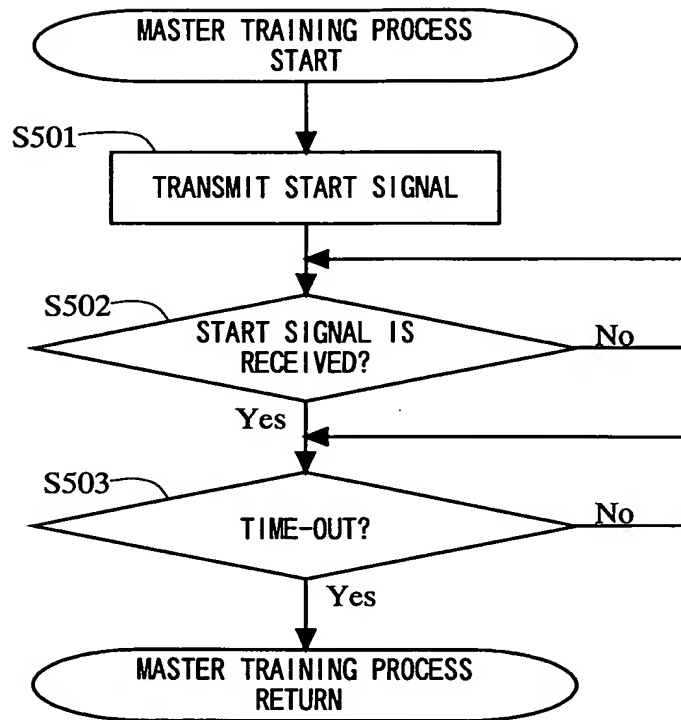 MASTER TRAINING PROCESS
START
S501
TRANSMIT START SIGNAL
S502
START SIGNAL IS
RECEIVED?
No
Yes
S503
TIME-OUT?
No
Yes
MASTER TRAINING PROCESS
RETURN